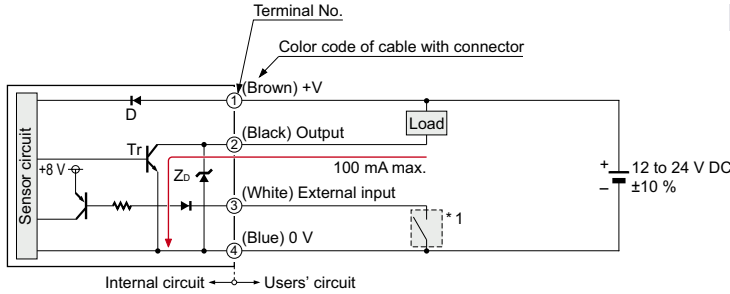 Terminal No.
Color code of cable with connector
(Brown) +V
1
D
Load
(Black) Output
2
Tr
Sensor circuit
+8 V
ZD
100 mA max.
+
−
12 to 24 V DC
±10 %
(White) External input
3
* 1
(Blue) 0 V
4
Internal circuit
Users' circuit